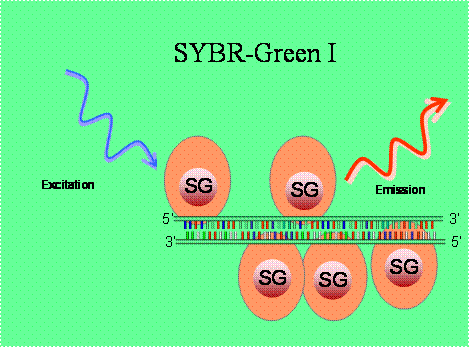 SYBR-Green I
Excitation
Emission
SG
SG
5'
3'
3'
5'
SG
SG
SG